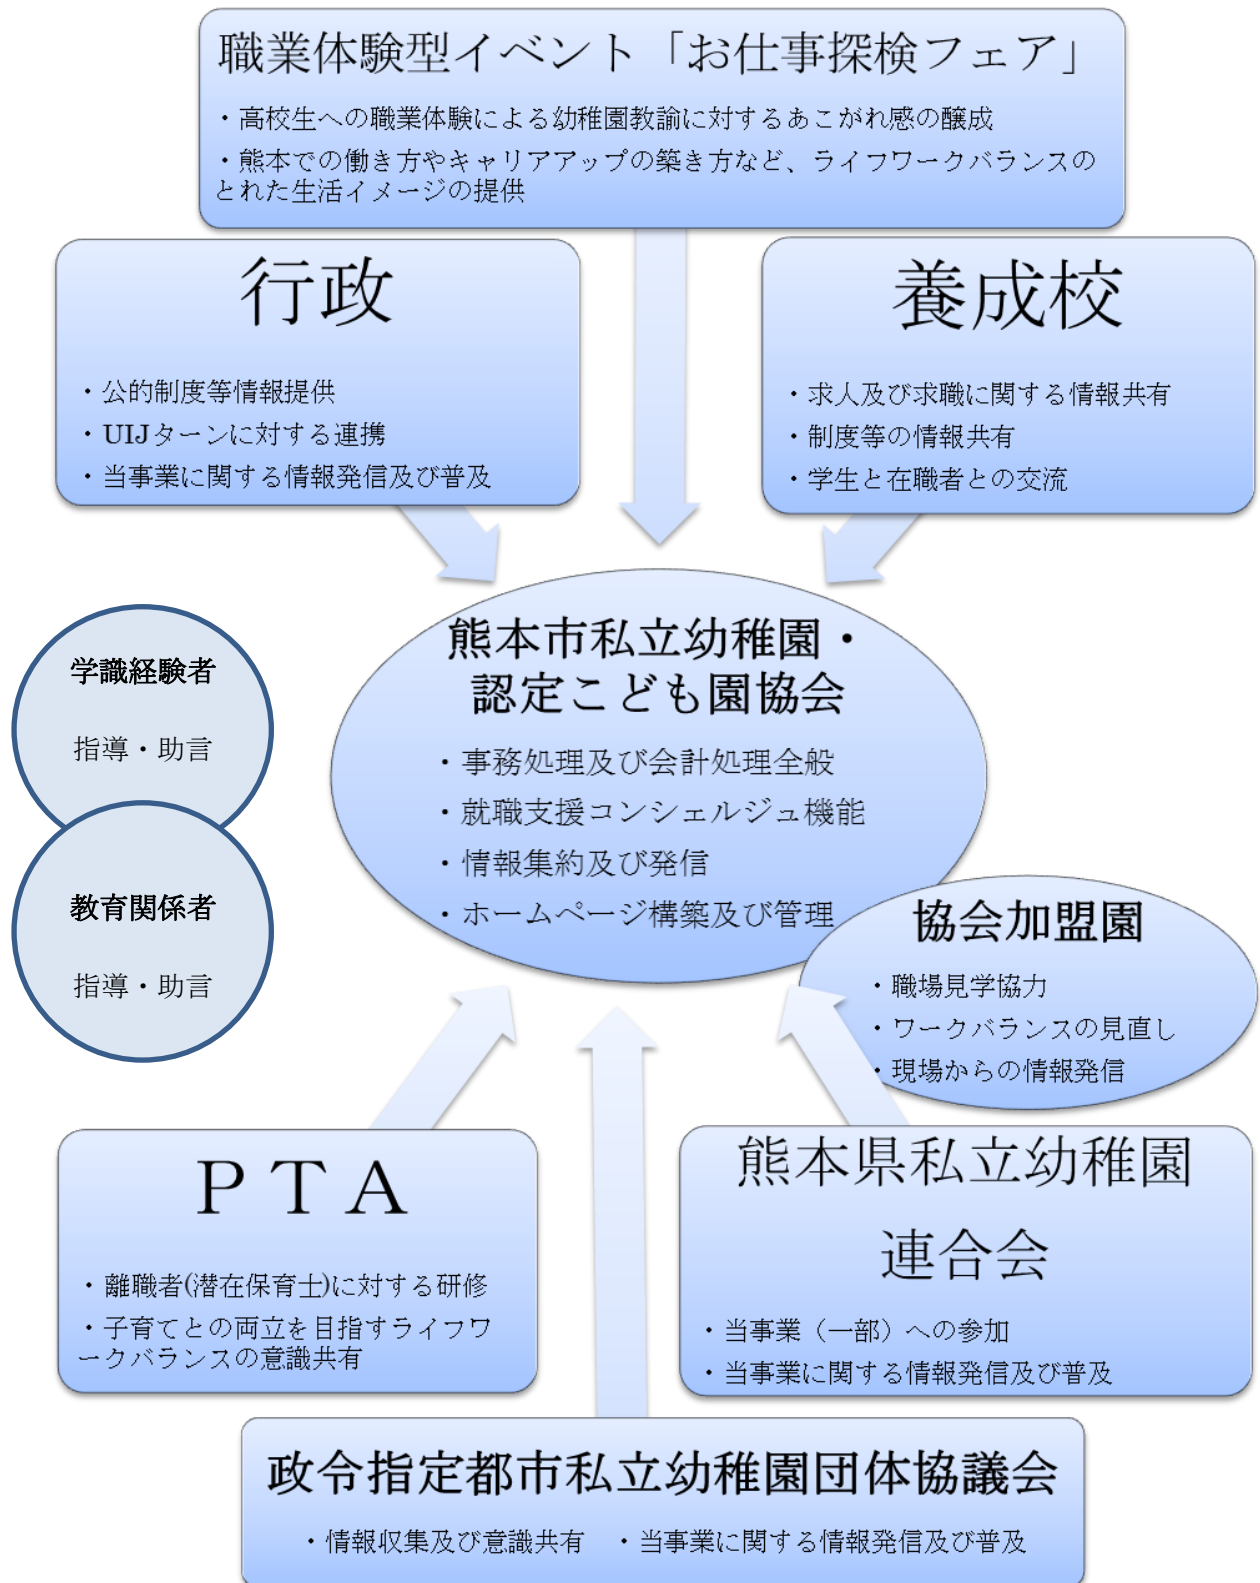 職業体験型イベント「お仕事探検フェア」
・高校生への職業体験による幼稚園教諭に対するあこがれ感の醸成
・熊本での働き方やキャリアアップの築き方など、ライフワークバランスの
とれた生活イメージの提供
行政
・公的制度等情報提供
・UIJターンに対する連携
・当事業に関する情報発信及び普及
養成校
・求人及び求職に関する情報共有
・制度等の情報共有
・学生と在職者との交流
熊本市私立幼稚園・
認定こども園協会
・事務処理及び会計処理全般
・就職支援コンシェルジュ機能
・情報集約及び発信
・ホームページ構築及び管理
学識経験者
指導・助言
教育関係者
指導・助言
協会加盟園
・職場見学協力
・ワークバランスの見直し
・現場からの情報発信
ＰＴＡ
・離職者(潜在保育士)に対する研修
・子育てとの両立を目指すライフワ
ークバランスの意識共有
熊本県私立幼稚園
連合会
・当事業（一部）への参加
・当事業に関する情報発信及び普及
政令指定都市私立幼稚園団体協議会
・情報収集及び意識共有　・当事業に関する情報発信及び普及